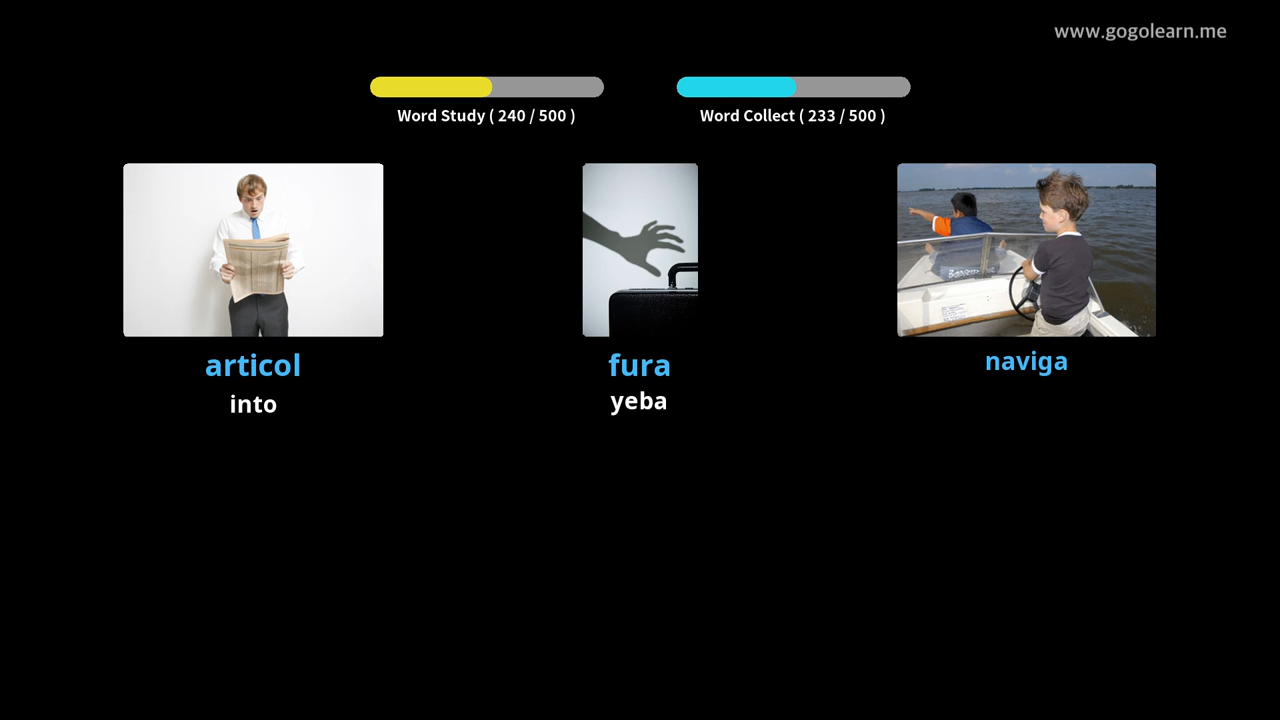 www.gogolearn.me
Word Study ( 240 / 500 )
Word Collect ( 233 / 500 )
articol
into
fura
yeba
naviga